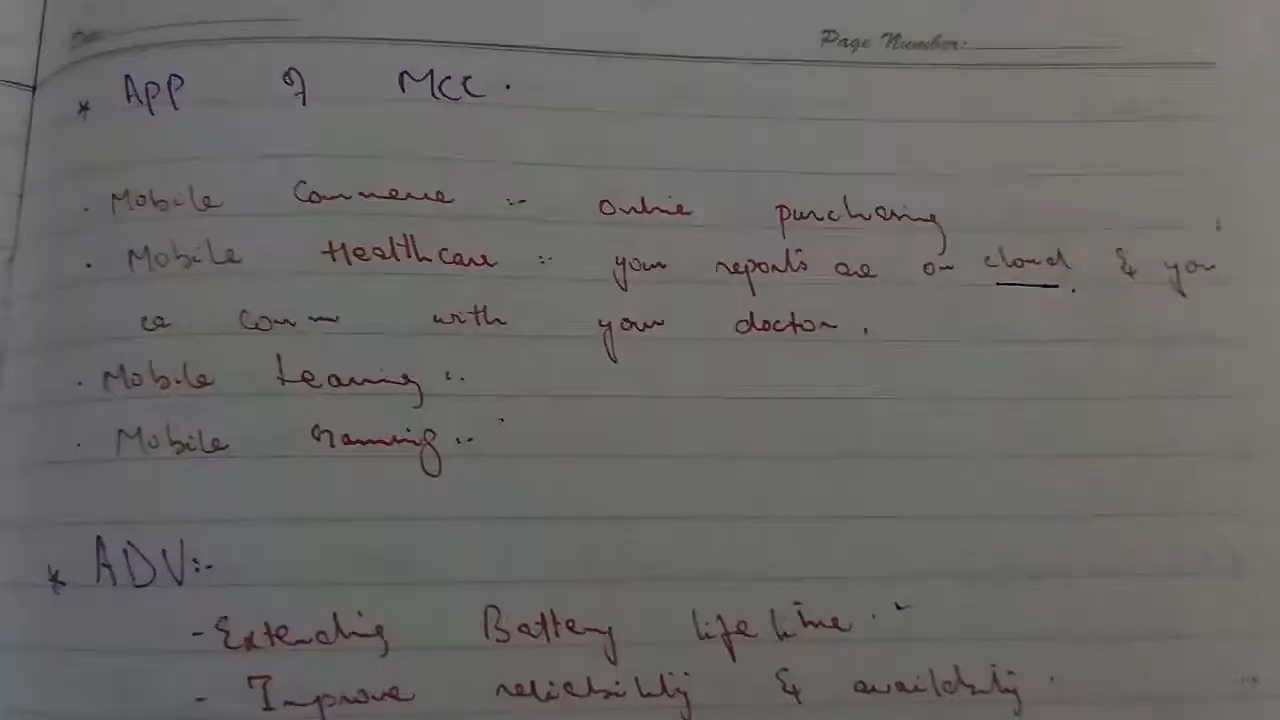 Page Number:
* App of MCC.
. Mobile Commerce :- online purchasing
. Mobile Healthcare :- your reports are on cloud & you
ca comm with your doctor.
. Mobile Learning :-
. Mobile Gamming :-
* ADV:-
- Extending Battery life time.
- Improve reliability & availability.